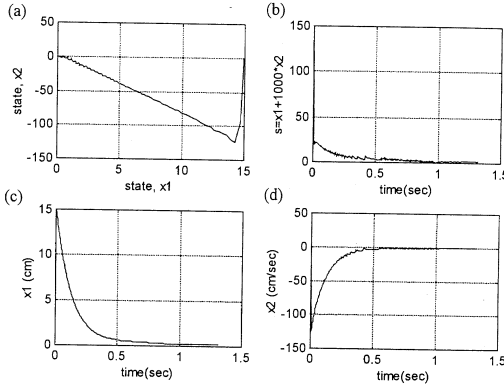 (a)
50
0
-50
-100
-150
0
5
10
15
state, x2
state, x1
(b)
150
100
50
0
0
0.5
1
1.5
s=x1+1000*x2
time(sec)
(c)
15
10
5
0
0
0.5
1
1.5
x1 (cm)
time(sec)
(d)
50
0
-50
-100
-150
0
0.5
1
1.5
x2 (cm/sec)
time(sec)